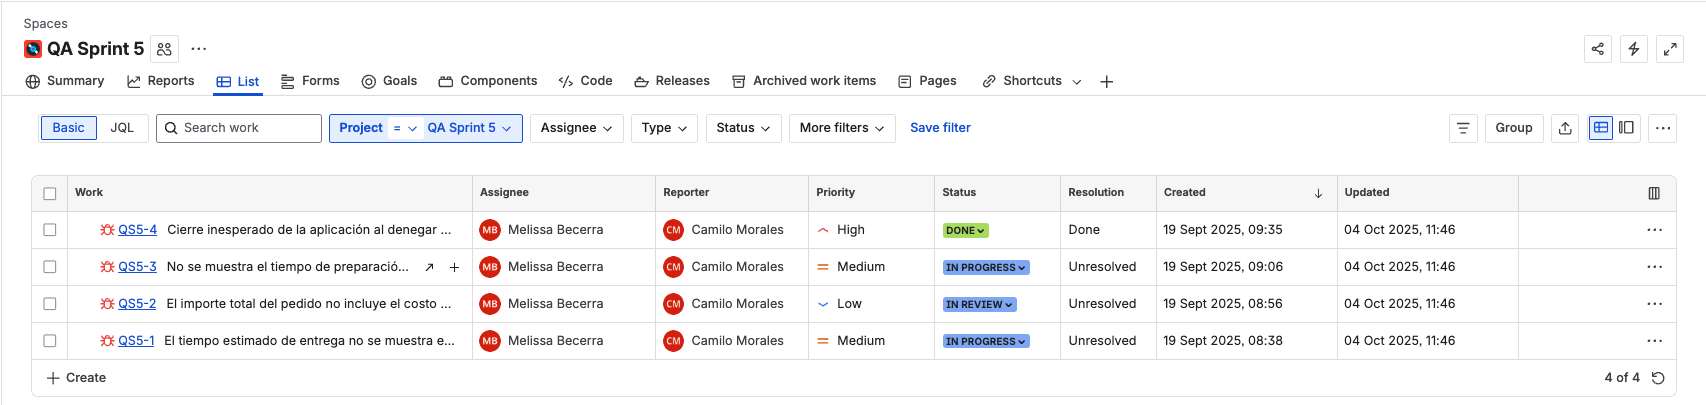 Spaces
QA Sprint 5
Summary Reports List Forms Goals Components Code Releases Archived work items Pages Shortcuts
Basic JQL Search work Project = QA Sprint 5 Assignee Type Status More filters Save filter Group
Work Assignee Reporter Priority Status Resolution Created Updated
QS5-4 Cierre inesperado de la aplicación al denegar ... MB Melissa Becerra CM Camilo Morales High DONE Done 19 Sept 2025, 09:35 04 Oct 2025, 11:46
QS5-3 No se muestra el tiempo de preparació... MB Melissa Becerra CM Camilo Morales Medium IN PROGRESS Unresolved 19 Sept 2025, 09:06 04 Oct 2025, 11:46
QS5-2 El importe total del pedido no incluye el costo ... MB Melissa Becerra CM Camilo Morales Low IN REVIEW Unresolved 19 Sept 2025, 08:56 04 Oct 2025, 11:46
QS5-1 El tiempo estimado de entrega no se muestra e... MB Melissa Becerra CM Camilo Morales Medium IN PROGRESS Unresolved 19 Sept 2025, 08:38 04 Oct 2025, 11:46
Create 4 of 4